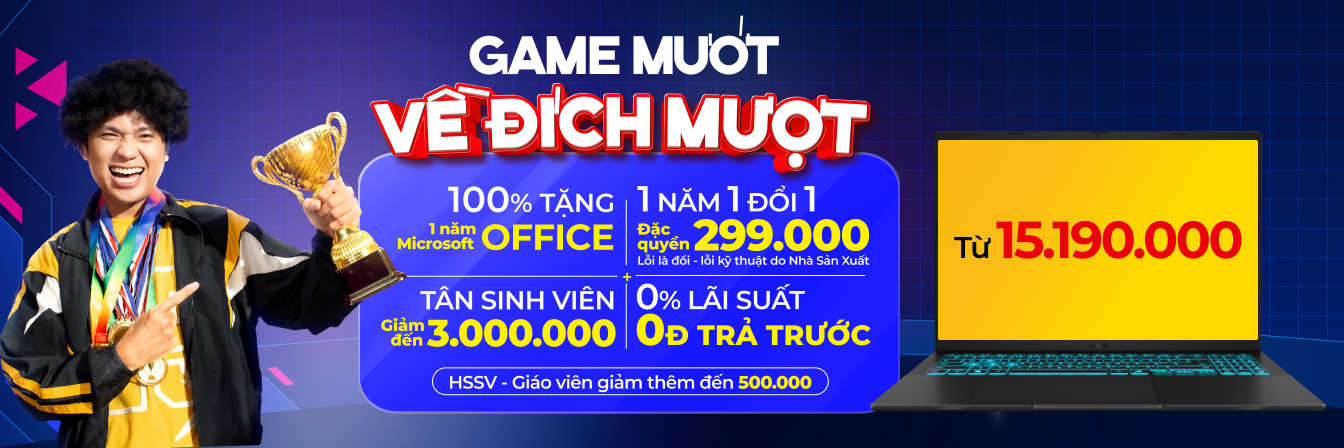 GAME MƯỚT
VỀ ĐÍCH MƯỢT
100% TẶNG
1 năm
Microsoft OFFICE
1 NĂM 1 ĐỔI 1
Đặc
quyền 299.000
Lỗi là đổi - lỗi kỹ thuật do Nhà Sản Xuất
+
TÂN SINH VIÊN
Giảm
đến 3.000.000
0% LÃI SUẤT
0Đ TRẢ TRƯỚC
HSSV - Giáo viên giảm thêm đến 500.000
Từ 15.190.000